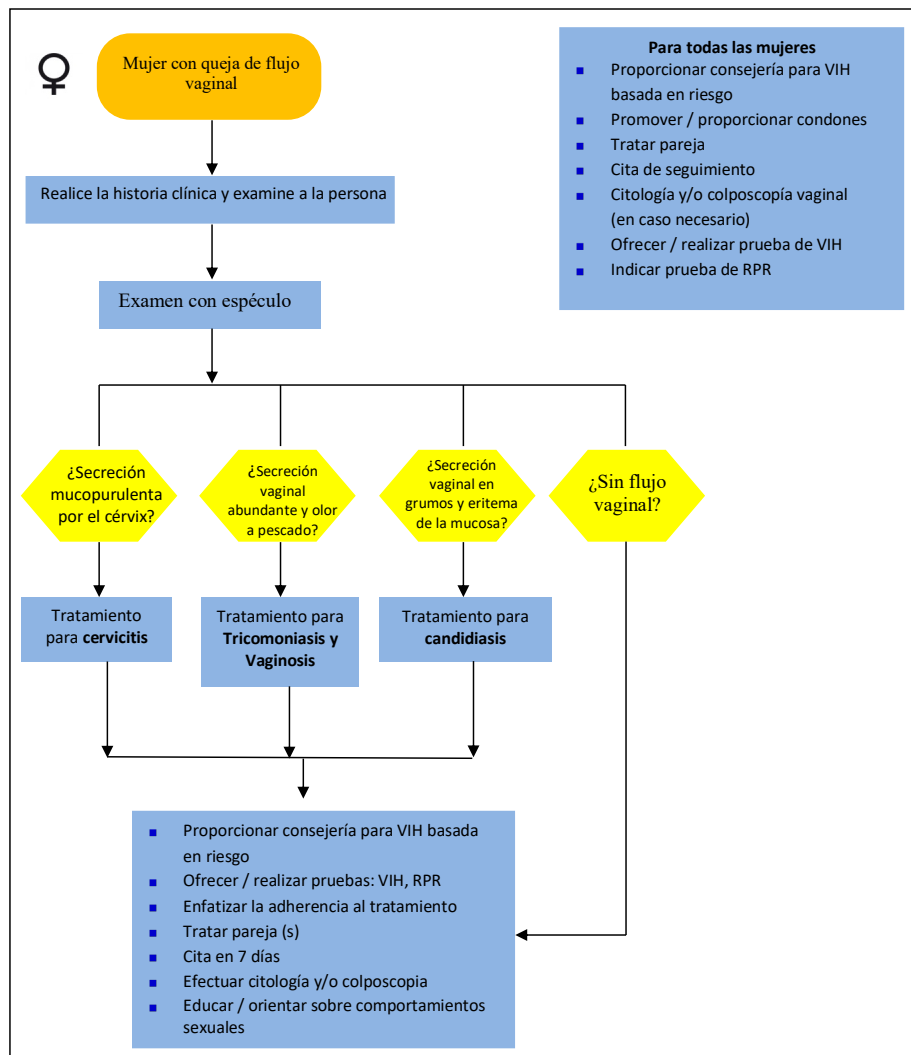 Mujer con queja de flujo
vaginal
Para todas las mujeres
■ Proporcionar consejería para VIH
basada en riesgo
■ Promover / proporcionar condones
■ Tratar pareja
■ Cita de seguimiento
■ Citología y/o colposcopía vaginal
(en caso necesario)
■ Ofrecer / realizar prueba de VIH
■ Indicar prueba de RPR
Realice la historia clínica y examine a la persona
Examen con espéculo
¿Secreción
mucopurulenta
por el cérvix?
¿Secreción
vaginal
abundante y olor
a pescado?
¿Secreción
vaginal en
grumos y eritema
de la mucosa?
¿Sin flujo
vaginal?
Tratamiento
para cervicitis
Tratamiento para
Tricomoniasis y
Vaginosis
Tratamiento para
candidiasis
■ Proporcionar consejería para VIH basada
en riesgo
■ Ofrecer / realizar pruebas: VIH, RPR
■ Enfatizar la adherencia al tratamiento
■ Tratar pareja (s)
■ Cita en 7 días
■ Efectuar citología y/o colposcopia
■ Educar / orientar sobre comportamientos
sexuales